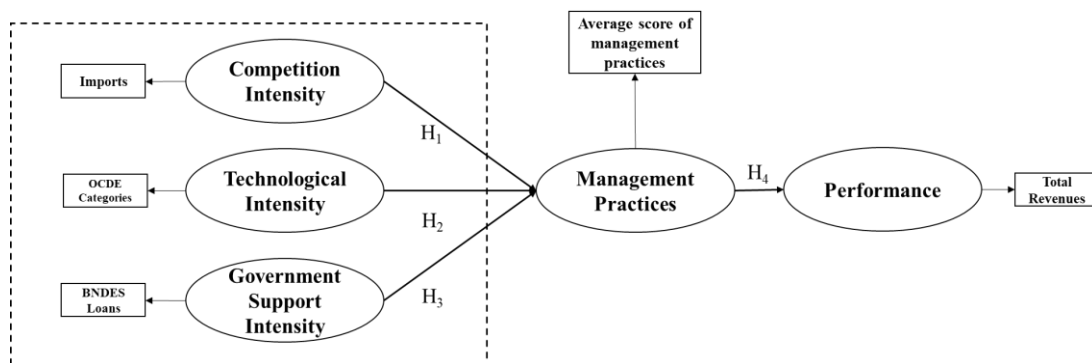 Average score of
management
practices
Imports
Competition
Intensity
H1
OCDE
Categories
Technological
Intensity
H2
Management
Practices
H4
Performance
Total
Revenues
BNDES
Loans
Government
Support
Intensity
H3